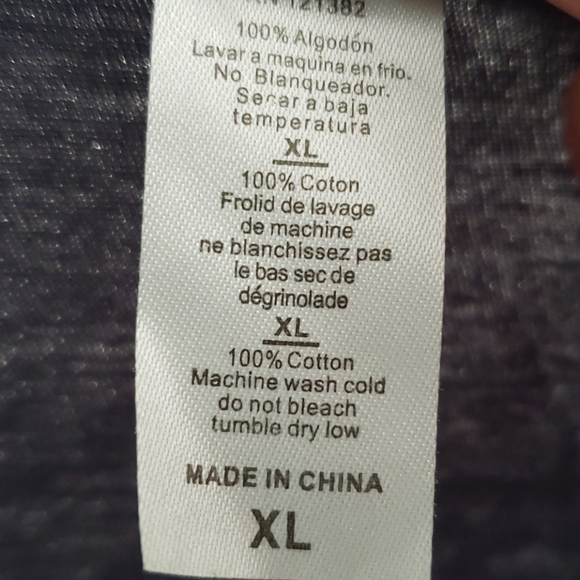 121382
100% Algodón
Lavar a maquina en frio.
No Blanqueador.
Secar a baja
temperatura
XL
100% Coton
Frolid de lavage
de machine
ne blanchissez pas
le bas sec de
dégrinolade
XL
100% Cotton
Machine wash cold
do not bleach
tumble dry low
MADE IN CHINA
XL